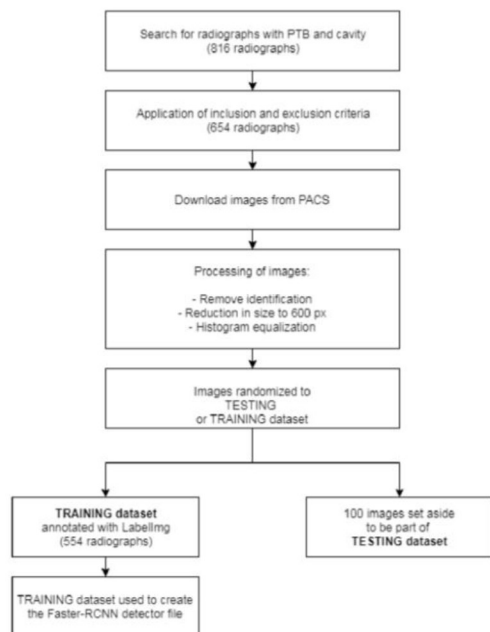 Search for radiographs with PTB and cavity
(816 radiographs)
Application of inclusion and exclusion criteria
(654 radiographs)
Download images from PACS
Processing of images:
- Remove identification
- Reduction in size to 600 px
- Histogram equalization
Images randomized to
TESTING
or TRAINING dataset
TRAINING dataset
annotated with LabelImg
(554 radiographs)
100 images set aside
to be part of
TESTING dataset
TRAINING dataset used to create
the Faster-RCNN detector file